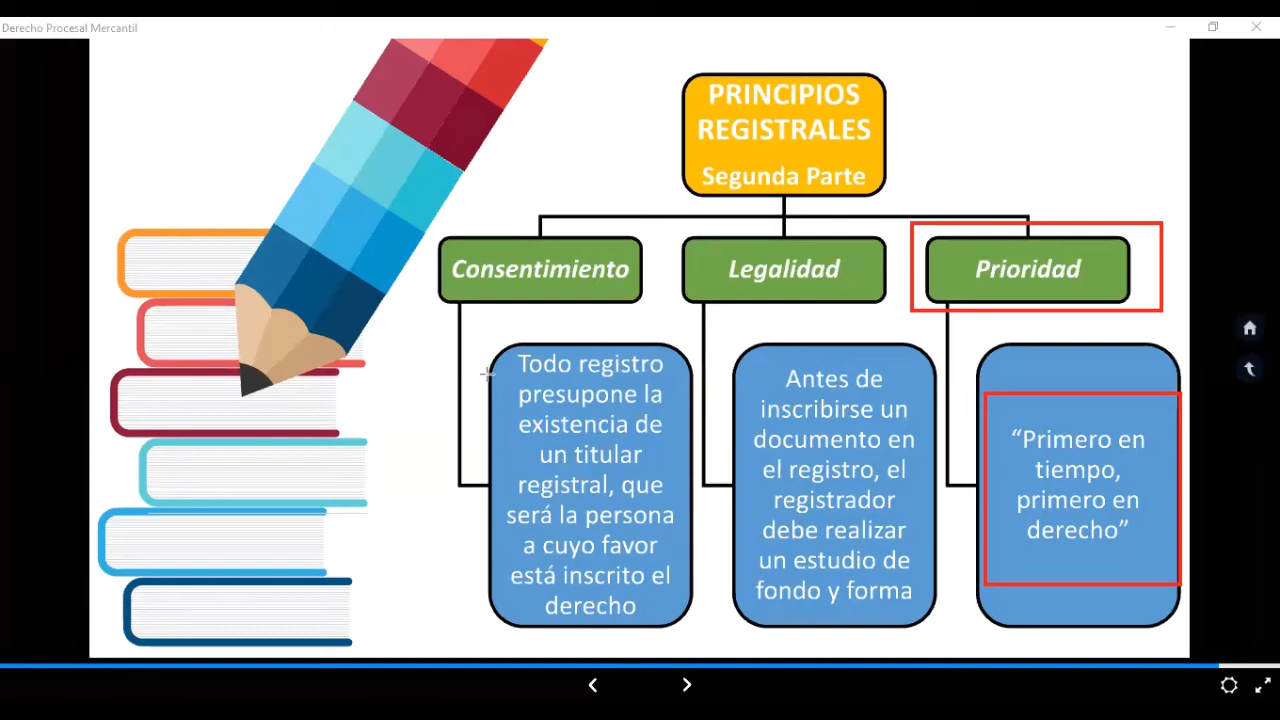 Derecho Procesal Mercantil
PRINCIPIOS
REGISTRALES
Segunda Parte
Consentimiento
Todo registro
presupone la
existencia de
un titular
registral, que
será la persona
a cuyo favor
está inscrito el
derecho
Legalidad
Antes de
inscribirse un
documento en
el registro, el
registrador
debe realizar
un estudio de
fondo y forma
Prioridad
“Primero en
tiempo,
primero en
derecho”